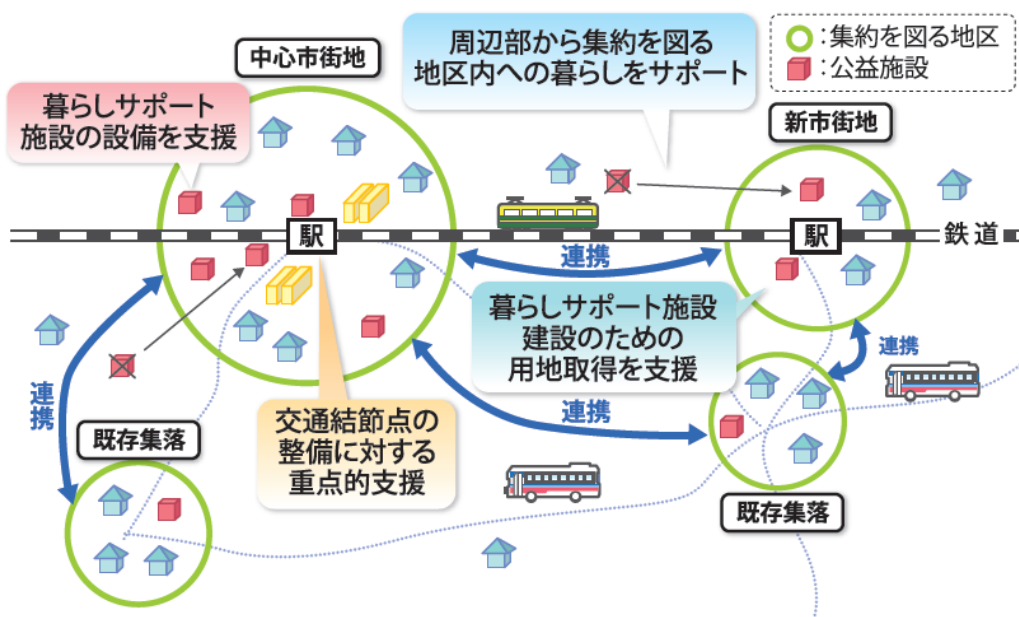 中心市街地
周辺部から集約を図る
地区内への暮らしをサポート
：集約を図る地区
：公益施設
暮らしサポート
施設の設備を支援
新市街地
駅
駅
鉄道
連携
暮らしサポート施設
建設のための
用地取得を支援
連携
連携
連携
交通結節点の
整備に対する
重点的支援
既存集落
既存集落